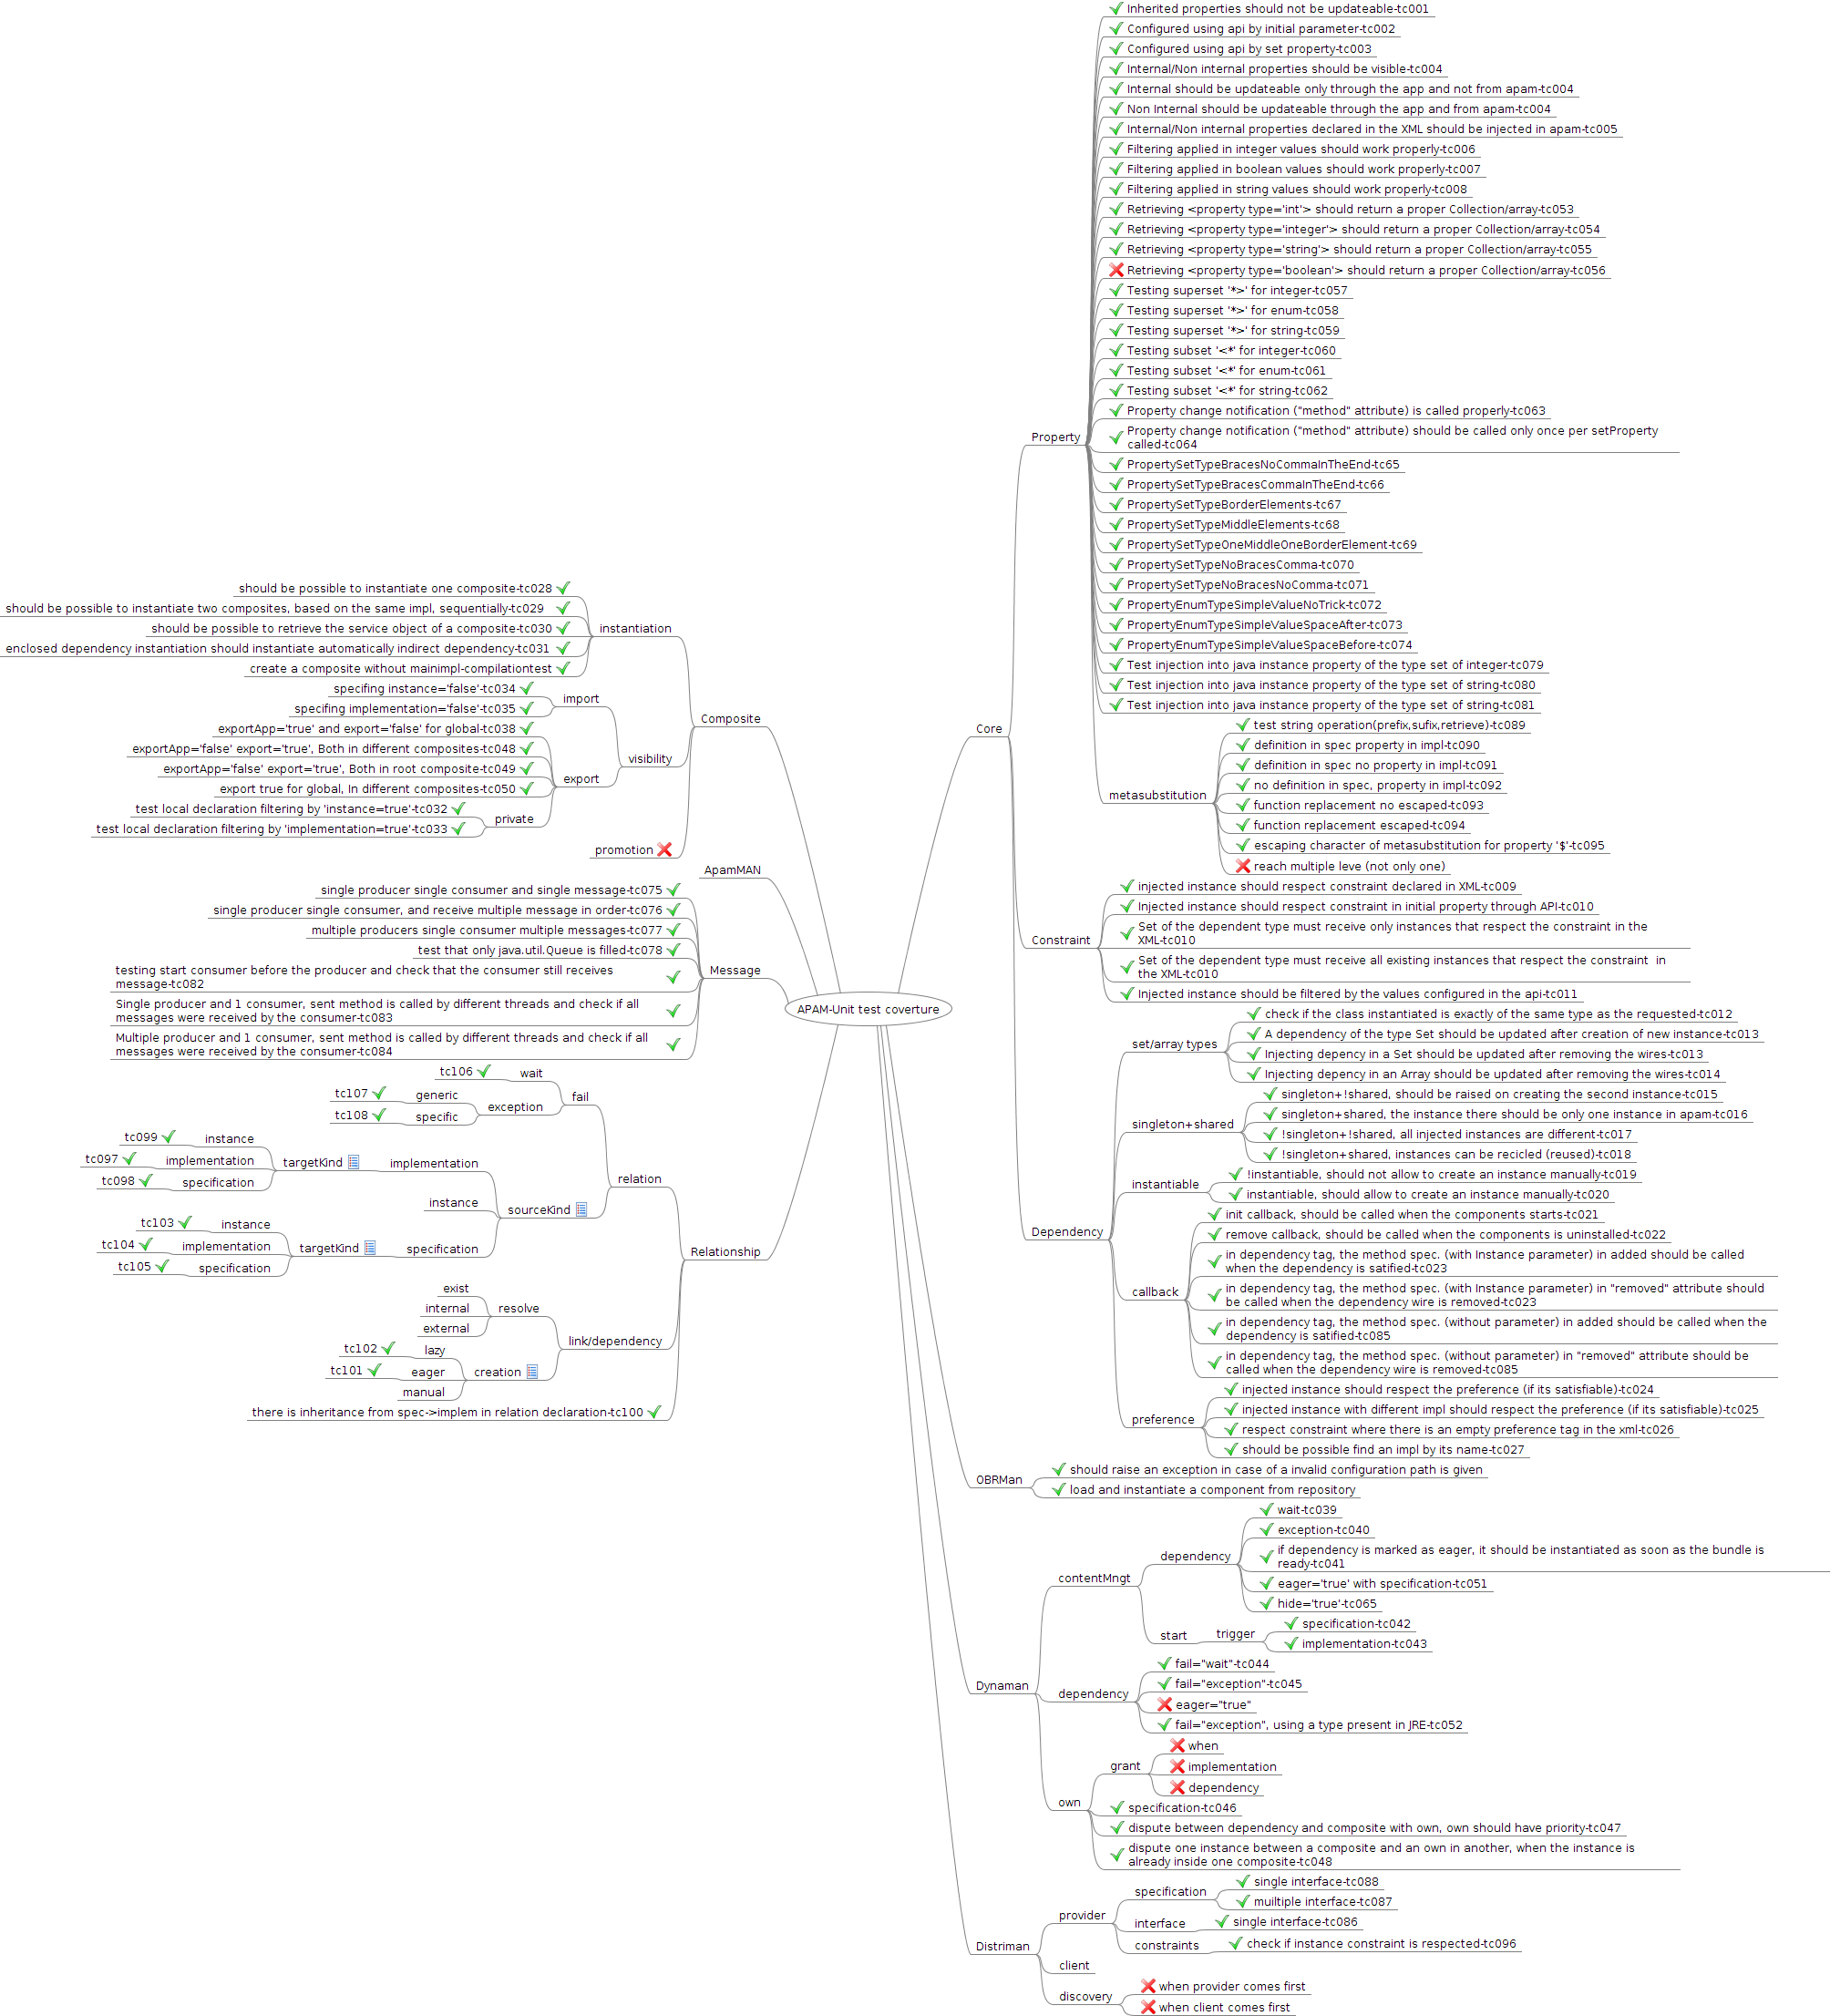 APAM-Unit test coverture
Core
Property
Inherited properties should not be updateable-tc001
Configured using api by initial parameter-tc002
Configured using api by set property-tc003
Internal/Non internal properties should be visible-tc004
Internal should be updateable only through the app and not from apam-tc004
Non Internal should be updateable through the app and from apam-tc004
Internal/Non internal properties declared in the XML should be injected in apam-tc005
Filtering applied in integer values should work properly-tc006
Filtering applied in boolean values should work properly-tc007
Filtering applied in string values should work properly-tc008
Retrieving <property type='int'> should return a proper Collection/array-tc053
Retrieving <property type='integer'> should return a proper Collection/array-tc054
Retrieving <property type='string'> should return a proper Collection/array-tc055
Retrieving <property type='boolean'> should return a proper Collection/array-tc056
Testing superset '*>' for integer-tc057
Testing superset '*>' for enum-tc058
Testing superset '*>' for string-tc059
Testing subset '<*' for integer-tc060
Testing subset '<*' for enum-tc061
Testing subset '<*' for string-tc062
Property change notification ("method" attribute) is called properly-tc063
Property change notification ("method" attribute) should be called only once per setProperty
called-tc064
PropertySetTypeBracesNoCommaInTheEnd-tc65
PropertySetTypeBracesCommaInTheEnd-tc66
PropertySetTypeBorderElements-tc67
PropertySetTypeMiddleElements-tc68
PropertySetTypeOneMiddleOneBorderElement-tc69
PropertySetTypeNoBracesComma-tc070
PropertySetTypeNoBracesNoComma-tc071
PropertyEnumTypeSimpleValueNoTrick-tc072
PropertyEnumTypeSimpleValueSpaceAfter-tc073
PropertyEnumTypeSimpleValueSpaceBefore-tc074
Test injection into java instance property of the type set of integer-tc079
Test injection into java instance property of the type set of string-tc080
Test injection into java instance property of the type set of string-tc081
metasubstitution
test string operation(prefix,sufix,retrieve)-tc089
definition in spec property in impl-tc090
definition in spec no property in impl-tc091
no definition in spec, property in impl-tc092
function replacement no escaped-tc093
function replacement escaped-tc094
escaping character of metasubstitution for property '$'-tc095
reach multiple leve (not only one)
Constraint
injected instance should respect constraint declared in XML-tc009
Injected instance should respect constraint in initial property through API-tc010
Set of the dependent type must receive only instances that respect the constraint in the
XML-tc010
Set of the dependent type must receive all existing instances that respect the constraint  in
the XML-tc010
Injected instance should be filtered by the values configured in the api-tc011
Dependency
set/array types
check if the class instantiated is exactly of the same type as the requested-tc012
A dependency of the type Set should be updated after creation of new instance-tc013
Injecting depency in a Set should be updated after removing the wires-tc013
Injecting depency in an Array should be updated after removing the wires-tc014
singleton+shared
singleton+!shared, should be raised on creating the second instance-tc015
singleton+shared, the instance there should be only one instance in apam-tc016
!singleton+!shared, all injected instances are different-tc017
!singleton+shared, instances can be recicled (reused)-tc018
instantiable
!instantiable, should not allow to create an instance manually-tc019
instantiable, should allow to create an instance manually-tc020
callback
init callback, should be called when the components starts-tc021
remove callback, should be called when the components is uninstalled-tc022
in dependency tag, the method spec. (with Instance parameter) in added should be called
when the dependency is satified-tc023
in dependency tag, the method spec. (with Instance parameter) in "removed" attribute should
be called when the dependency wire is removed-tc023
in dependency tag, the method spec. (without parameter) in added should be called when the
dependency is satified-tc085
in dependency tag, the method spec. (without parameter) in "removed" attribute should be
called when the dependency wire is removed-tc085
preference
injected instance should respect the preference (if its satisfiable)-tc024
injected instance with different impl should respect the preference (if its satisfiable)-tc025
respect constraint where there is an empty preference tag in the xml-tc026
should be possible find an impl by its name-tc027
OBRMan
should raise an exception in case of a invalid configuration path is given
load and instantiate a component from repository
Dynaman
contentMngt
dependency
wait-tc039
exception-tc040
if dependency is marked as eager, it should be instantiated as soon as the bundle is
ready-tc041
eager='true' with specification-tc051
hide='true'-tc065
start
trigger
specification-tc042
implementation-tc043
dependency
fail="wait"-tc044
fail="exception"-tc045
eager="true"
fail="exception", using a type present in JRE-tc052
own
grant
when
implementation
dependency
specification-tc046
dispute between dependency and composite with own, own should have priority-tc047
dispute one instance between a composite and an own in another, when the instance is
already inside one composite-tc048
Distriman
provider
specification
single interface-tc088
muiltiple interface-tc087
interface
single interface-tc086
constraints
check if instance constraint is respected-tc096
client
discovery
when provider comes first
when client comes first
Composite
instantiation
should be possible to instantiate one composite-tc028
should be possible to instantiate two composites, based on the same impl, sequentially-tc029
should be possible to retrieve the service object of a composite-tc030
enclosed dependency instantiation should instantiate automatically indirect dependency-tc031
create a composite without mainimpl-compilationtest
visibility
import
specifing instance='false'-tc034
specifing implementation='false'-tc035
export
exportApp='true' and export='false' for global-tc038
exportApp='false' export='true', Both in different composites-tc048
exportApp='false' export='true', Both in root composite-tc049
export true for global, In different composites-tc050
private
test local declaration filtering by 'instance=true'-tc032
test local declaration filtering by 'implementation=true'-tc033
promotion
ApamMAN
Message
single producer single consumer and single message-tc075
single producer single consumer, and receive multiple message in order-tc076
multiple producers single consumer multiple messages-tc077
test that only java.util.Queue is filled-tc078
testing start consumer before the producer and check that the consumer still receives
message-tc082
Single producer and 1 consumer, sent method is called by different threads and check if all
messages were received by the consumer-tc083
Multiple producer and 1 consumer, sent method is called by different threads and check if all
messages were received by the consumer-tc084
Relationship
relation
fail
wait
tc106
exception
generic
tc107
specific
tc108
sourceKind
implementation
targetKind
instance
tc099
implementation
tc097
specification
tc098
instance
specification
targetKind
instance
tc103
implementation
tc104
specification
tc105
link/dependency
resolve
exist
internal
external
creation
lazy
tc102
eager
tc101
manual
there is inheritance from spec->implem in relation declaration-tc100